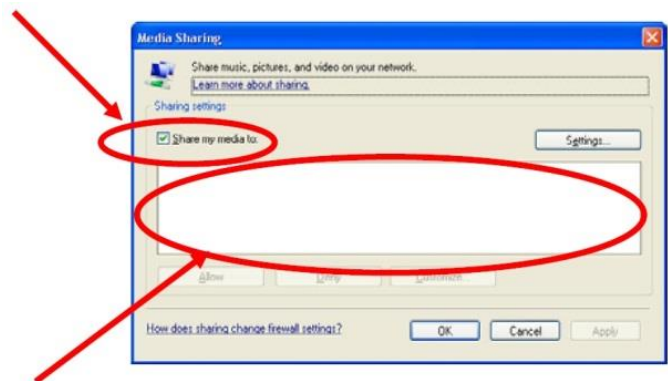 Media Sharing
Share music, pictures, and video on your network.
Learn more about sharing.
Sharing settings
Share my media to:
Settings...
Allow
Deny
Customize...
How does sharing change firewall settings?
OK
Cancel
Apply